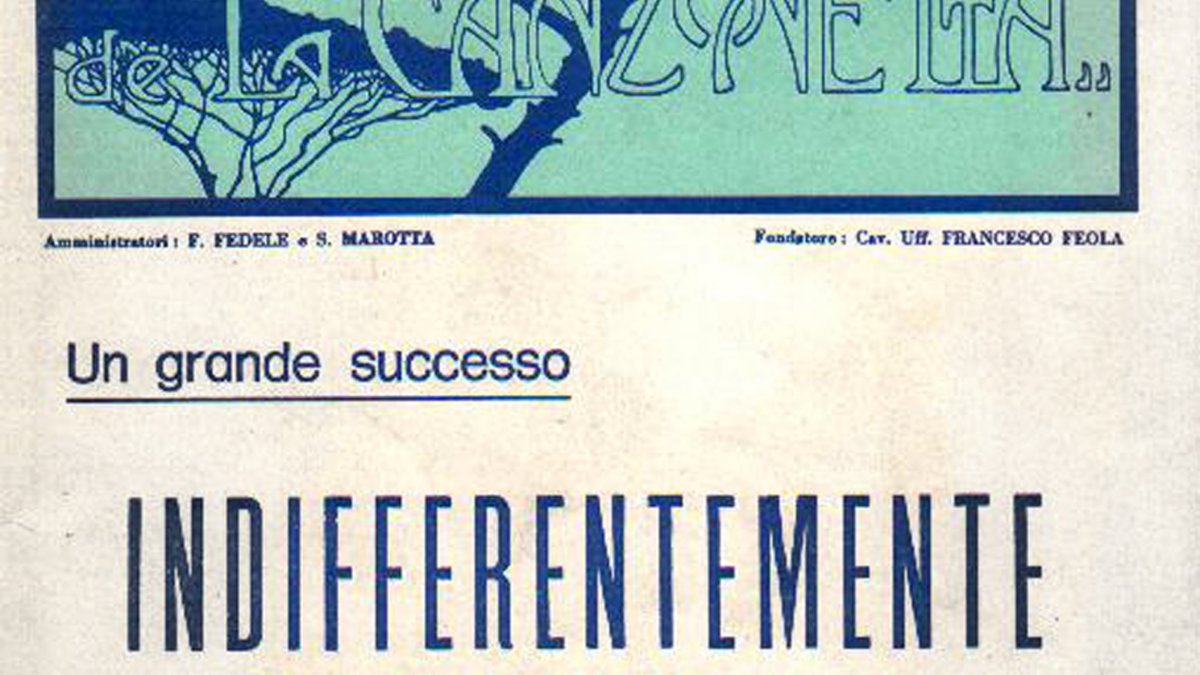 de La CANZONETTA„
Amministratori: F. FEDELE e S. MAROTTA
Fondatore: Cav. Uff. FRANCESCO FEOLA
Un grande successo
INDIFFERENTEMENTE